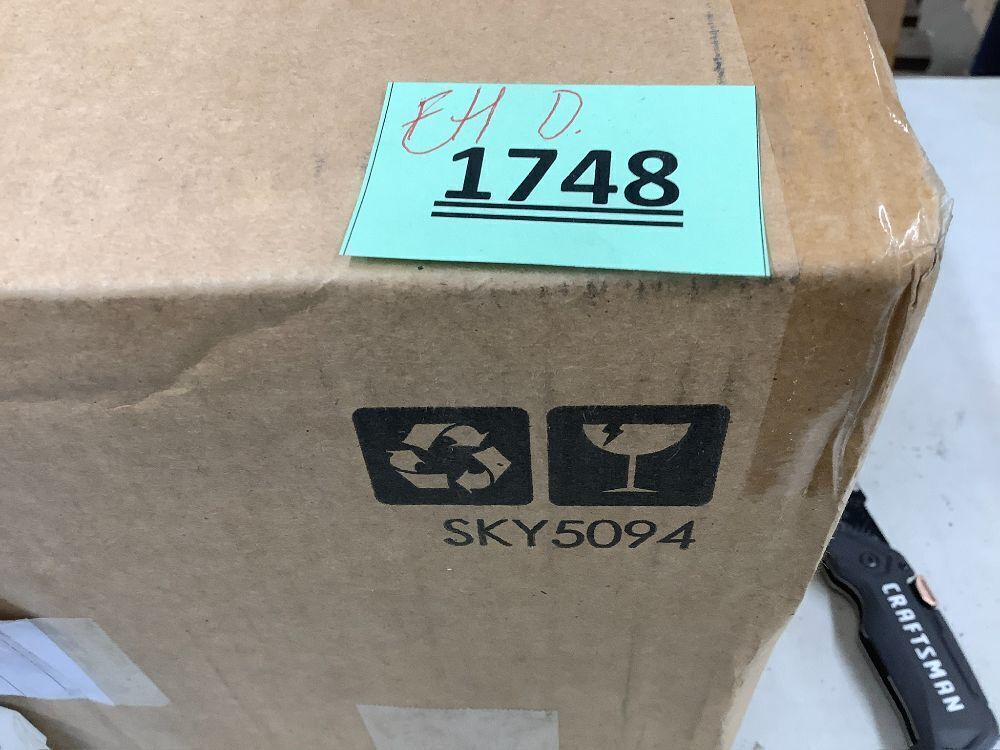 EH D.
1748
SKY5094
CRAFTSMAN